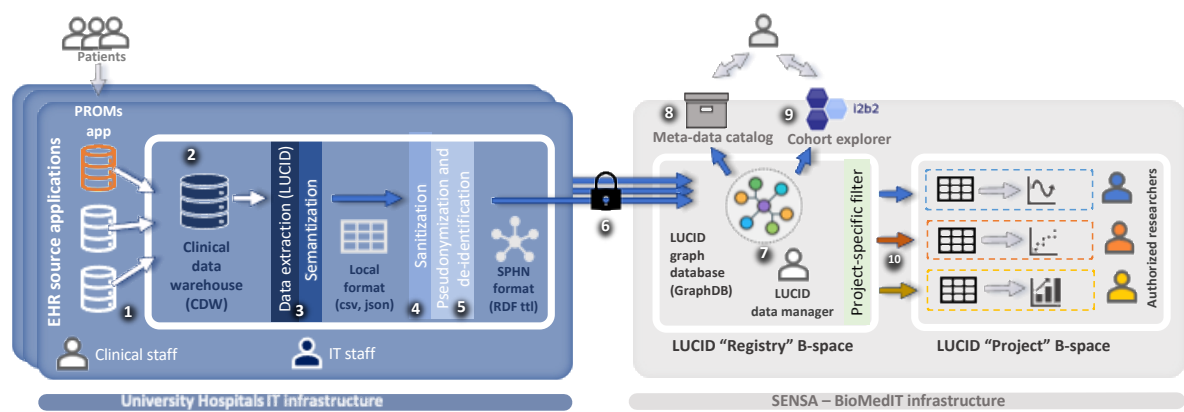 Patients
PROMs
app
EHR source applications
1
2
Clinical
data
warehouse
(CDW)
Data extraction (LUCID)
Semantization
3
Local
format
(csv, json)
Sanitization
4
Pseudonymization and
de-identification
5
SPHN
format
(RDF ttl)
Clinical staff
IT staff
University Hospitals IT infrastructure
6
8
Meta-data catalog
9
i2b2
Cohort explorer
7
LUCID
graph
database
(GraphDB)
LUCID
data manager
Project-specific filter
LUCID “Registry” B-space
10
Authorized researchers
LUCID “Project” B-space
SENSA – BioMedIT infrastructure